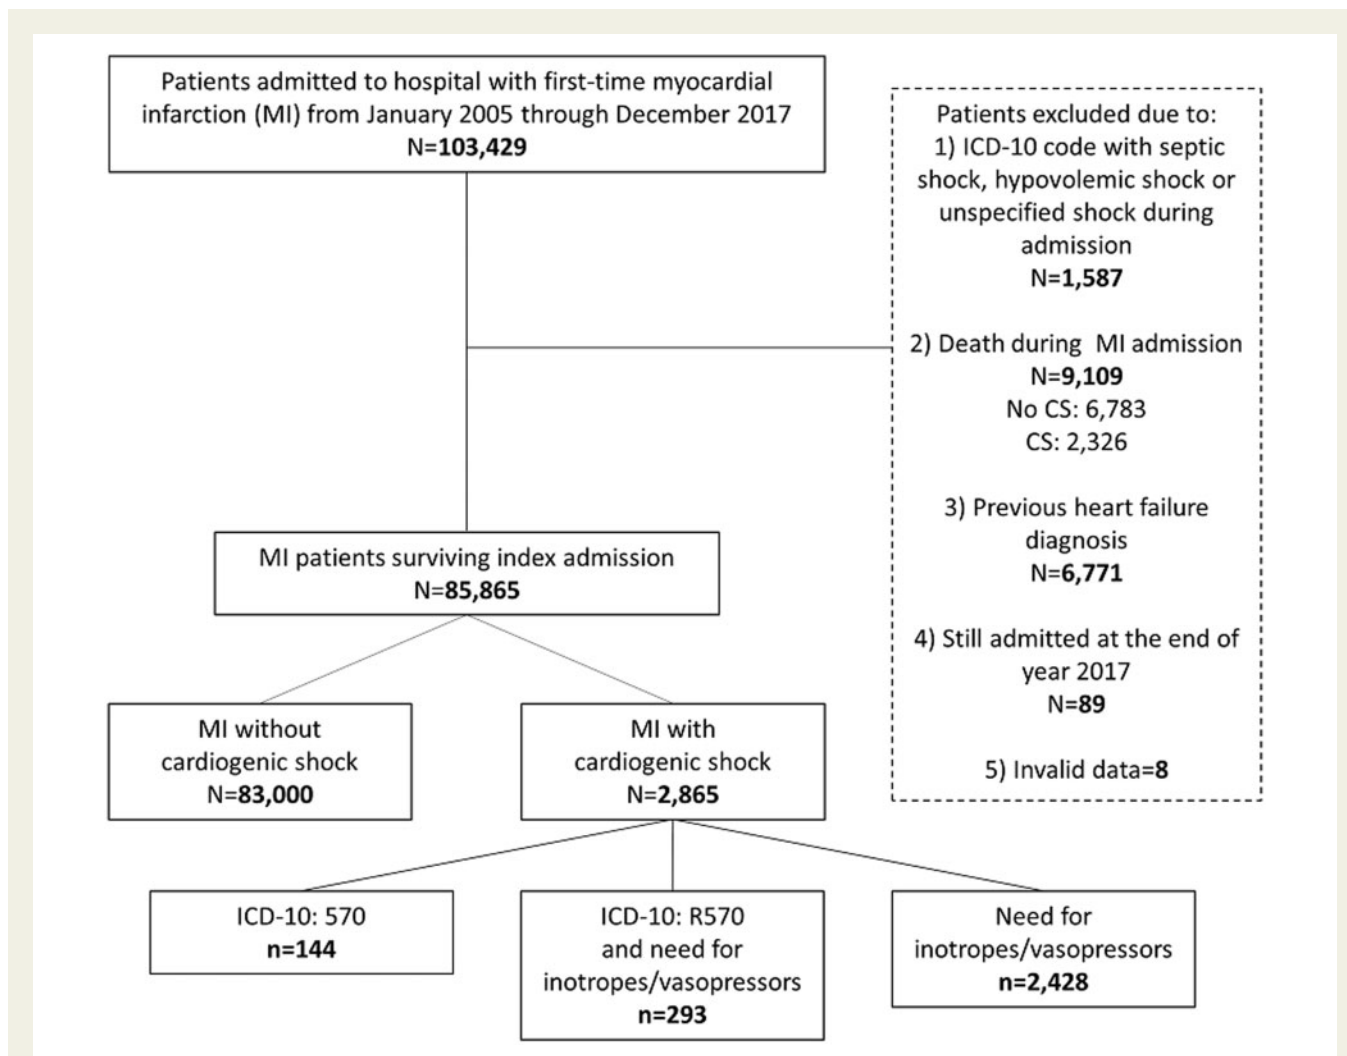 Patients admitted to hospital with first-time myocardial
infarction (MI) from January 2005 through December 2017
N=103,429
Patients excluded due to:
1) ICD-10 code with septic
shock, hypovolemic shock or
unspecified shock during
admission
N=1,587
2) Death during MI admission
N=9,109
No CS: 6,783
CS: 2,326
3) Previous heart failure
diagnosis
N=6,771
4) Still admitted at the end of
year 2017
N=89
5) Invalid data=8
MI patients surviving index admission
N=85,865
MI without
cardiogenic shock
N=83,000
MI with
cardiogenic shock
N=2,865
ICD-10: 570
n=144
ICD-10: R570
and need for
inotropes/vasopressors
n=293
Need for
inotropes/vasopressors
n=2,428